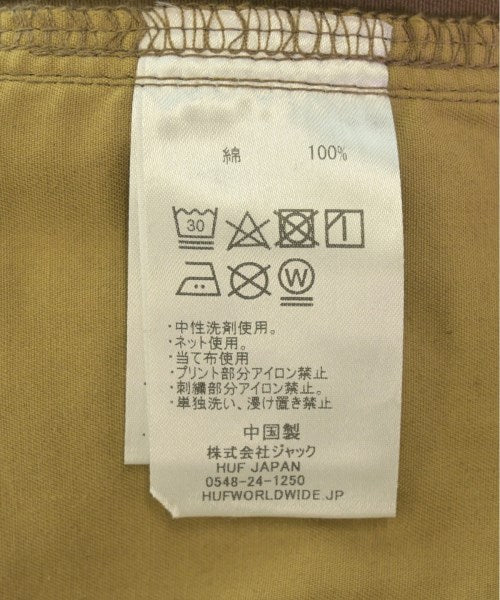 綿 100%
30
W
・中性洗剤使用。
・ネット使用。
・当て布使用
・プリント部分アイロン禁止
・刺繍部分アイロン禁止。
・単独洗い、浸け置き禁止
中国製
株式会社ジャック
HUF JAPAN
0548-24-1250
HUFWORLDWIDE.JP